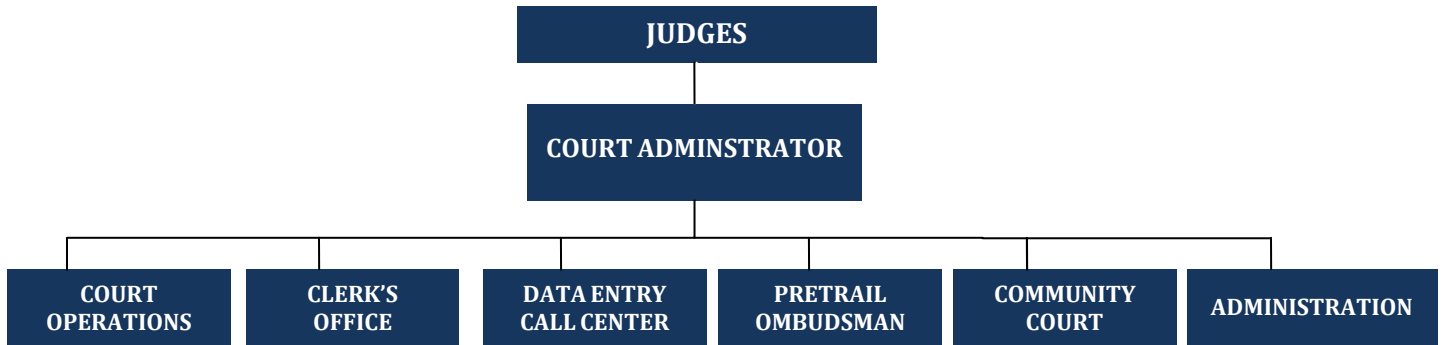 JUDGES
COURT ADMINSTRATOR
COURT
OPERATIONS
CLERK’S
OFFICE
DATA ENTRY
CALL CENTER
PRETRAIL
OMBUDSMAN
COMMUNITY
COURT
ADMINISTRATION